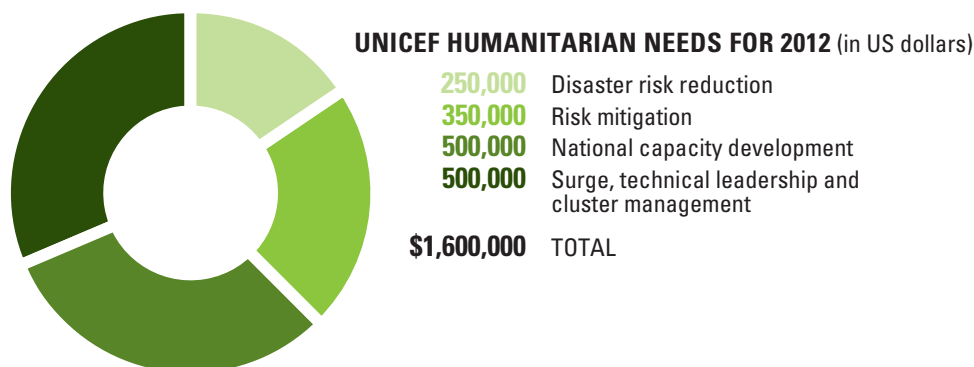 UNICEF HUMANITARIAN NEEDS FOR 2012 (in US dollars)
250,000 Disaster risk reduction
350,000 Risk mitigation
500,000 National capacity development
500,000 Surge, technical leadership and
cluster management
$1,600,000 TOTAL